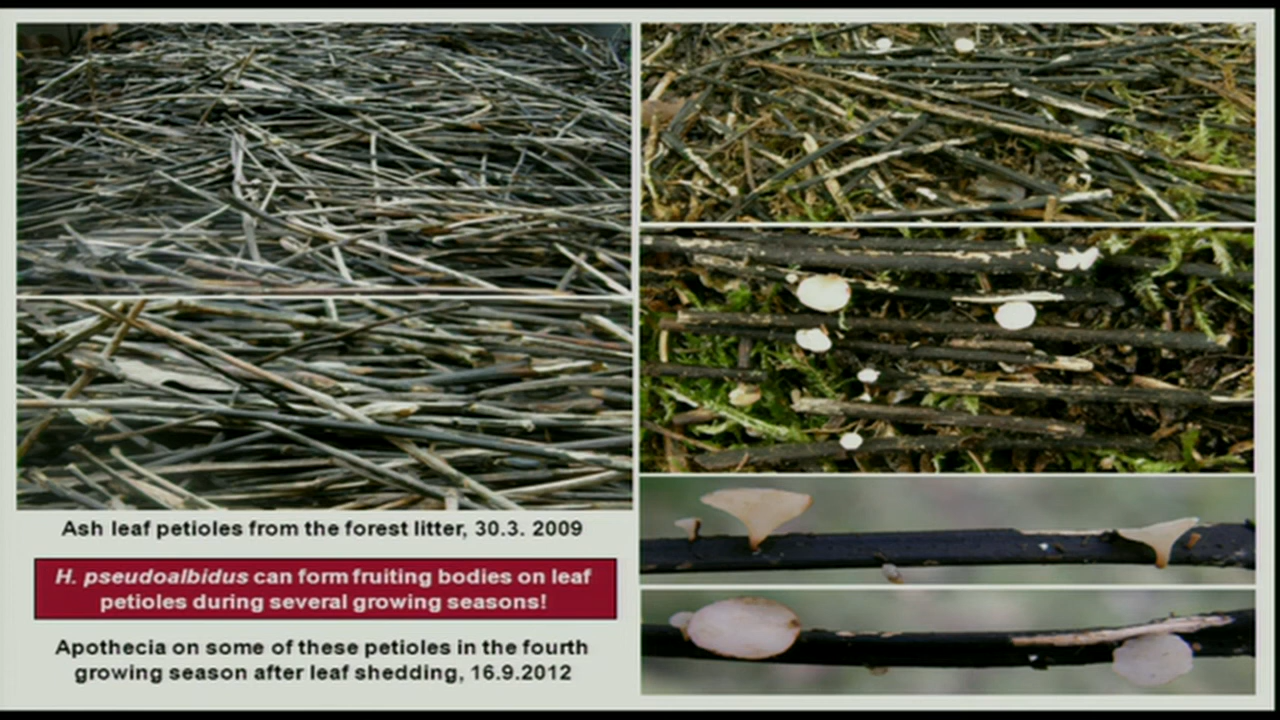 Ash leaf petioles from the forest litter, 30.3. 2009
H. pseudoalbidus can form fruiting bodies on leaf
petioles during several growing seasons!
Apothecia on some of these petioles in the fourth
growing season after leaf shedding, 16.9.2012